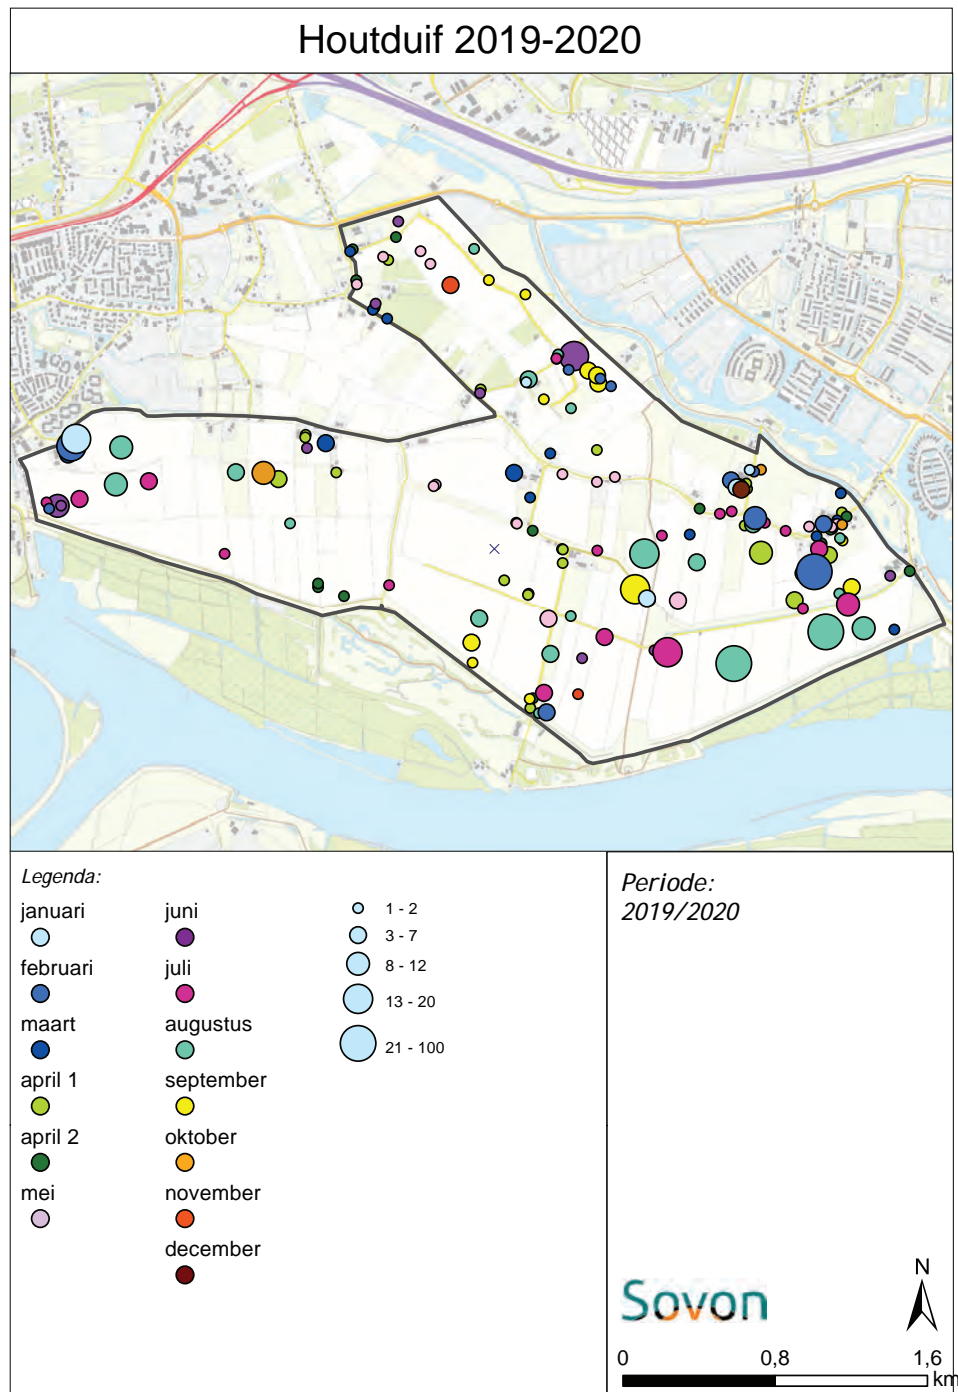 Houtduif 2019-2020
Legenda:
januari
februari
maart
april 1
april 2
mei
juni
juli
augustus
september
oktober
november
december
1 - 2
3 - 7
8 - 12
13 - 20
21 - 100
Periode:
2019/2020
Sovon
N
0 0,8 1,6
km